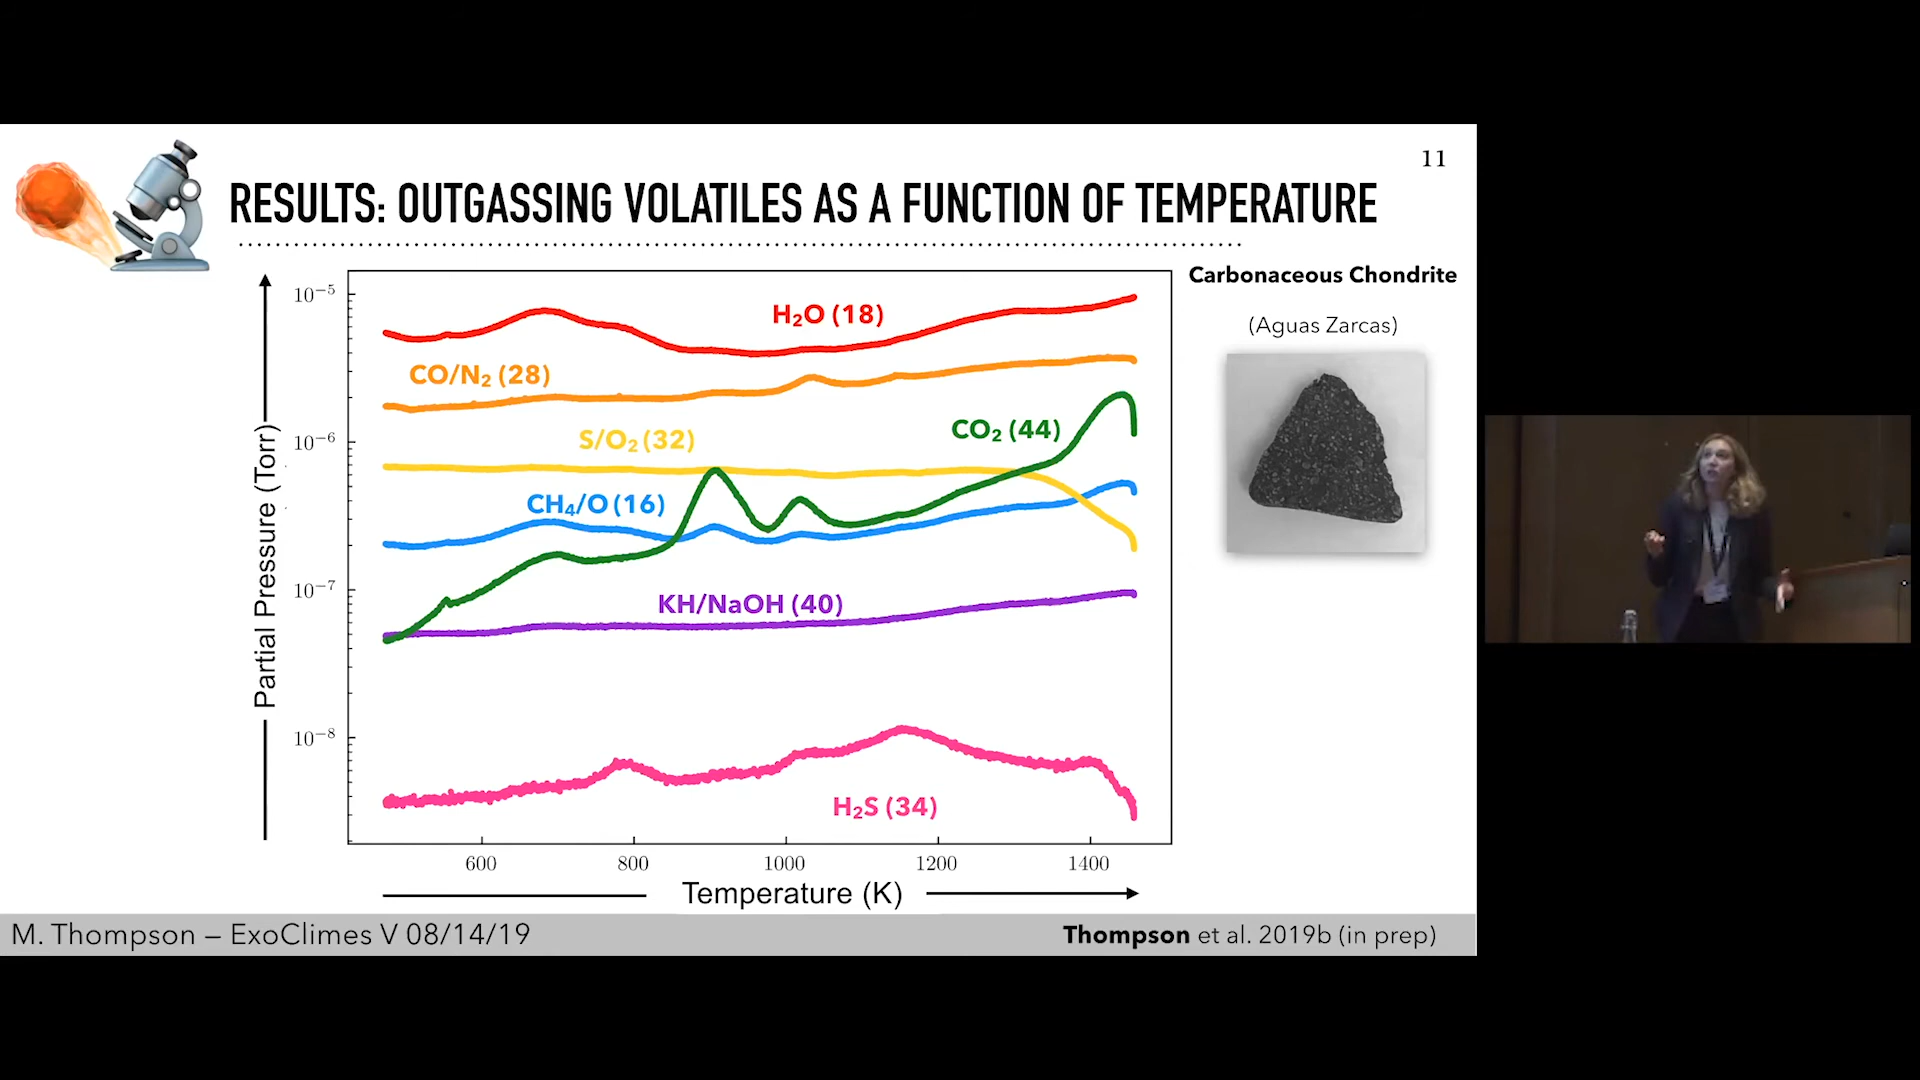 11
RESULTS: OUTGASSING VOLATILES AS A FUNCTION OF TEMPERATURE
Carbonaceous Chondrite
(Aguas Zarcas)
Partial Pressure (Torr)
10⁻⁵
10⁻⁶
10⁻⁷
10⁻⁸
H₂O (18)
CO/N₂ (28)
CO₂ (44)
S/O₂ (32)
CH₄/O (16)
KH/NaOH (40)
H₂S (34)
600 800 1000 1200 1400
Temperature (K)
M. Thompson – ExoClimes V 08/14/19
Thompson et al. 2019b (in prep)